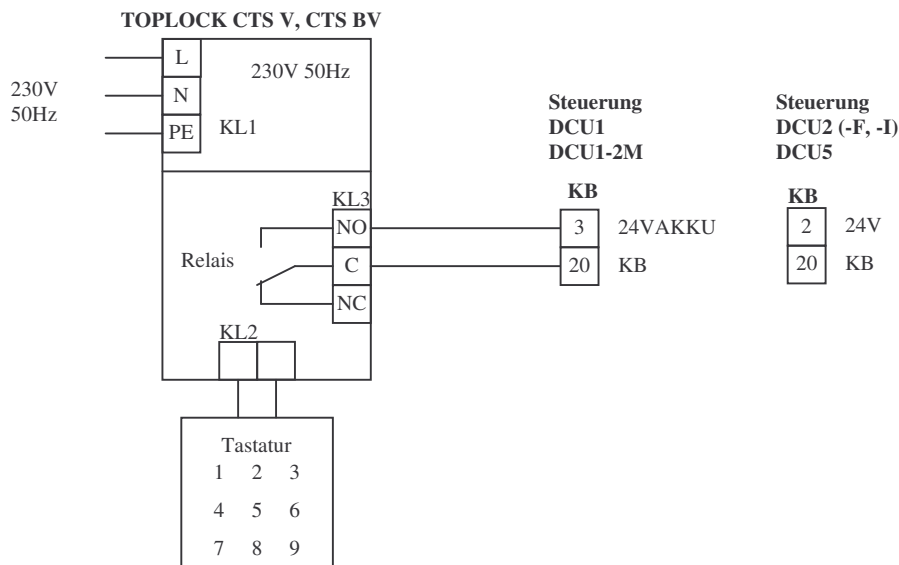 TOPLOCK CTS V, CTS BV
L
230V 50Hz
230V
50Hz
N
PE
KL1
Steuerung
DCU1
DCU1-2M
Steuerung
DCU2 (-F, -I)
DCU5
KL3
KB
KB
NO
3 24VAKKU
2 24V
Relais
C
20 KB
20 KB
NC
KL2
Tastatur
1 2 3
4 5 6
7 8 9